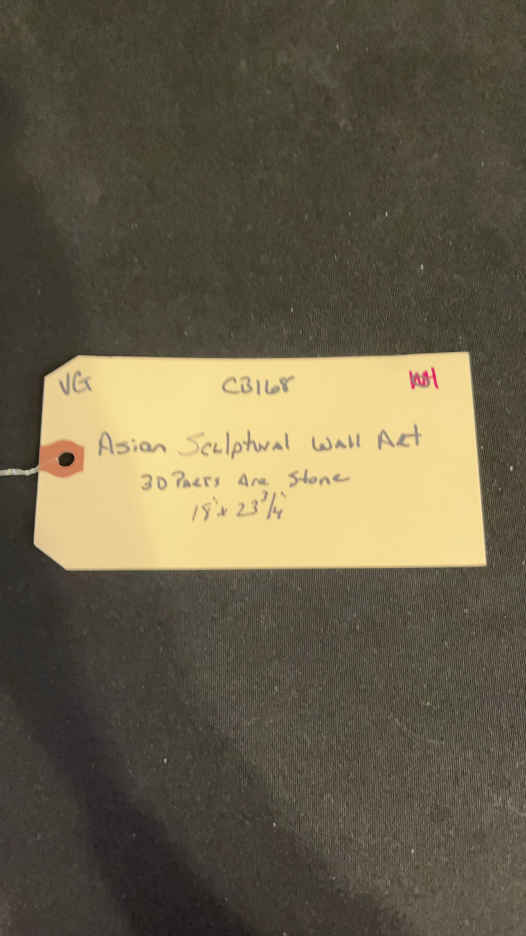 VG CB168
Asian Sculptural Wall Art
3D Parts Are Stone
18" x 23 3/4"